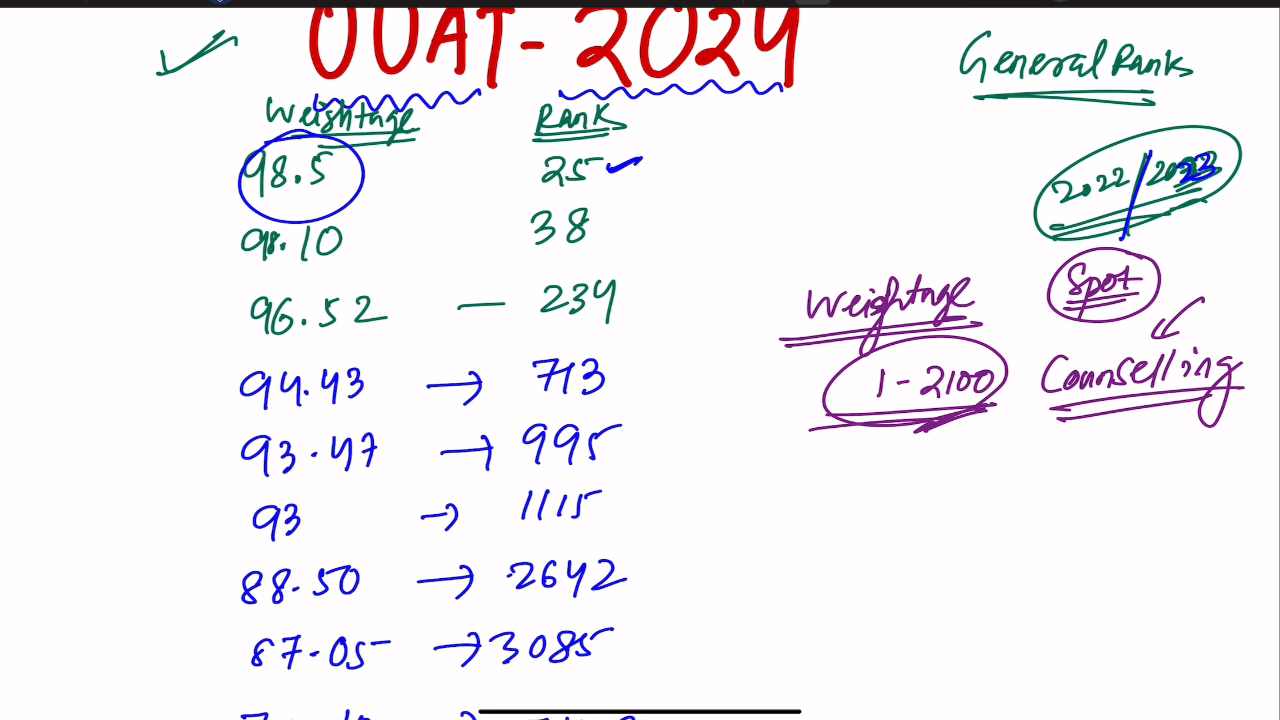 OUAT-2024
General Ranks
Weightage Rank
98.5 25
98.10 38
96.52 — 234
94.43 → 713
93.47 → 995
93 → 1115
88.50 → 2642
87.05 → 3085
2022/2023
Spot
Counselling
Weightage
1-2100